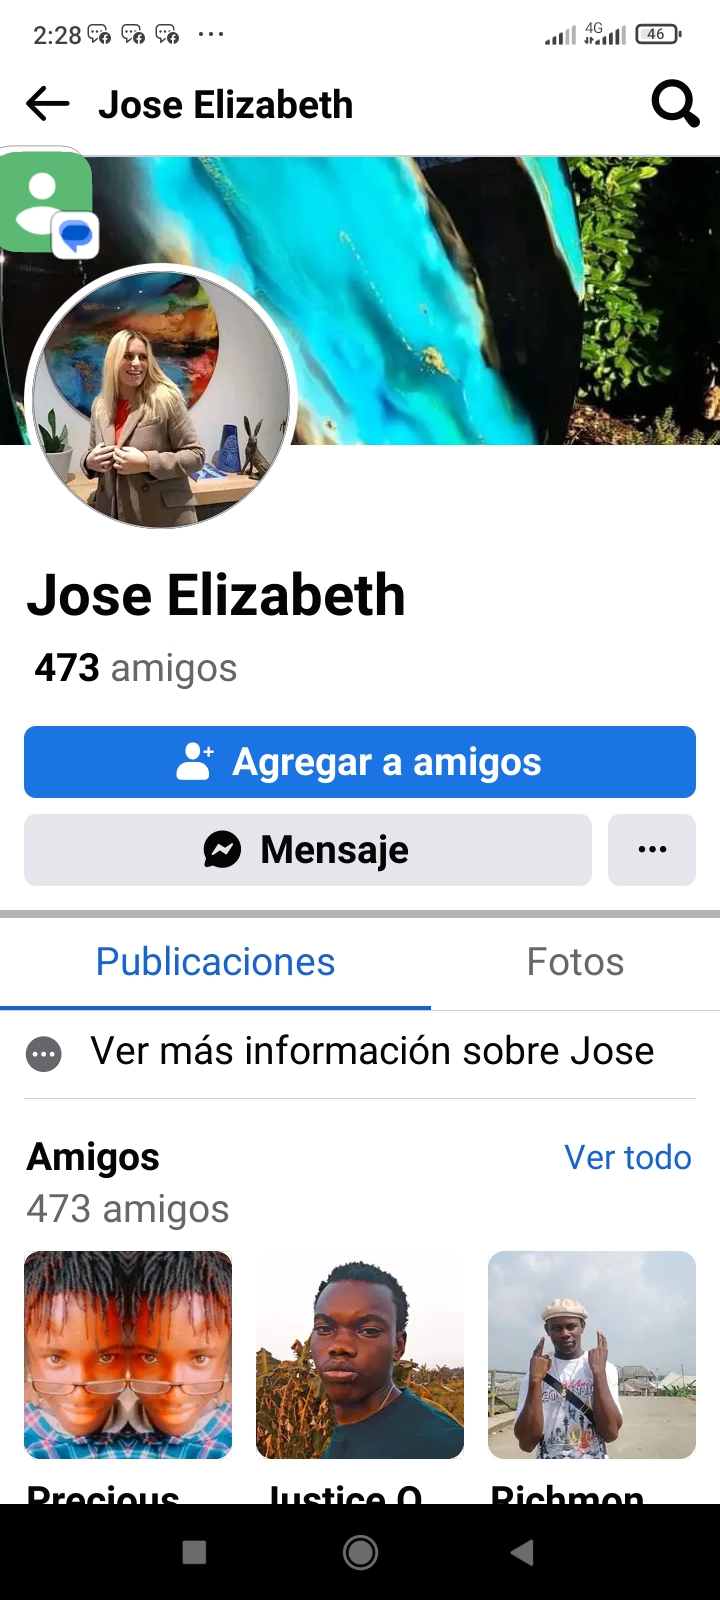 2:28
4G
46
Jose Elizabeth
Jose Elizabeth
473 amigos
Agregar a amigos
Mensaje
Publicaciones
Fotos
Ver más información sobre Jose
Amigos
Ver todo
473 amigos
Precious
Justice O
Richmon